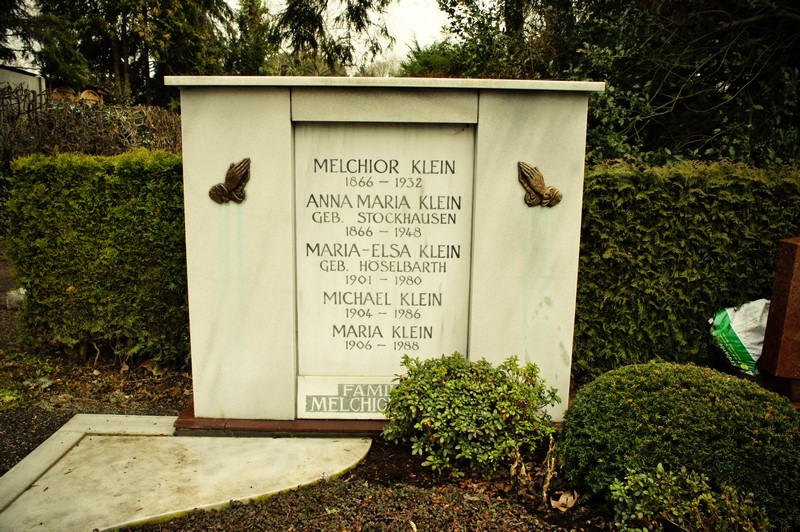 MELCHIOR KLEIN
1866 – 1932
ANNA MARIA KLEIN
GEB. STOCKHAUSEN
1866 – 1948
MARIA-ELSA KLEIN
GEB. HÖSELBARTH
1901 – 1980
MICHAEL KLEIN
1904 – 1986
MARIA KLEIN
1906 – 1988